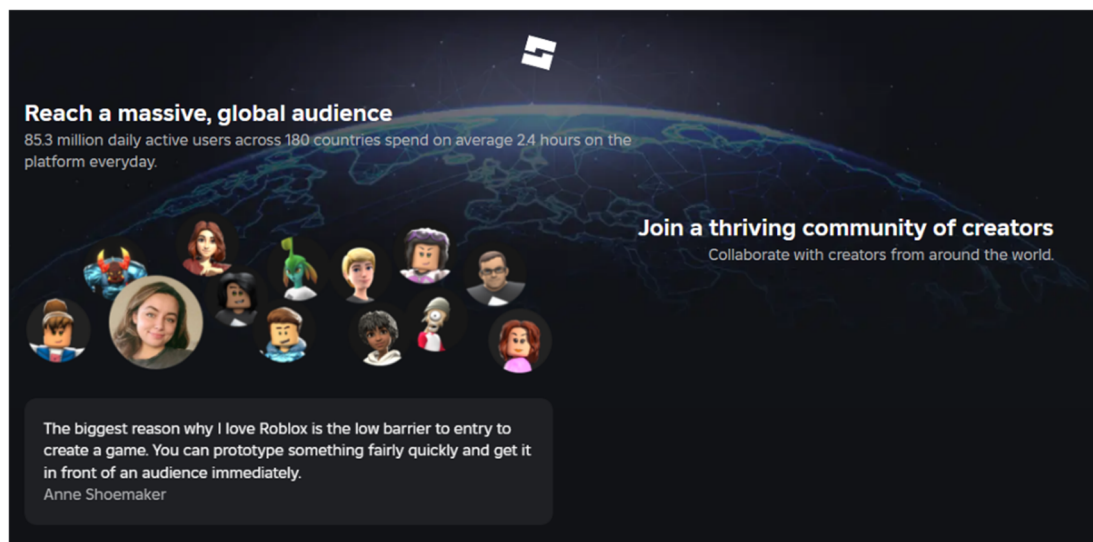 Reach a massive, global audience
85.3 million daily active users across 180 countries spend on average 2.4 hours on the
platform everyday.
Join a thriving community of creators
Collaborate with creators from around the world.
The biggest reason why I love Roblox is the low barrier to entry to
create a game. You can prototype something fairly quickly and get it
in front of an audience immediately.
Anne Shoemaker